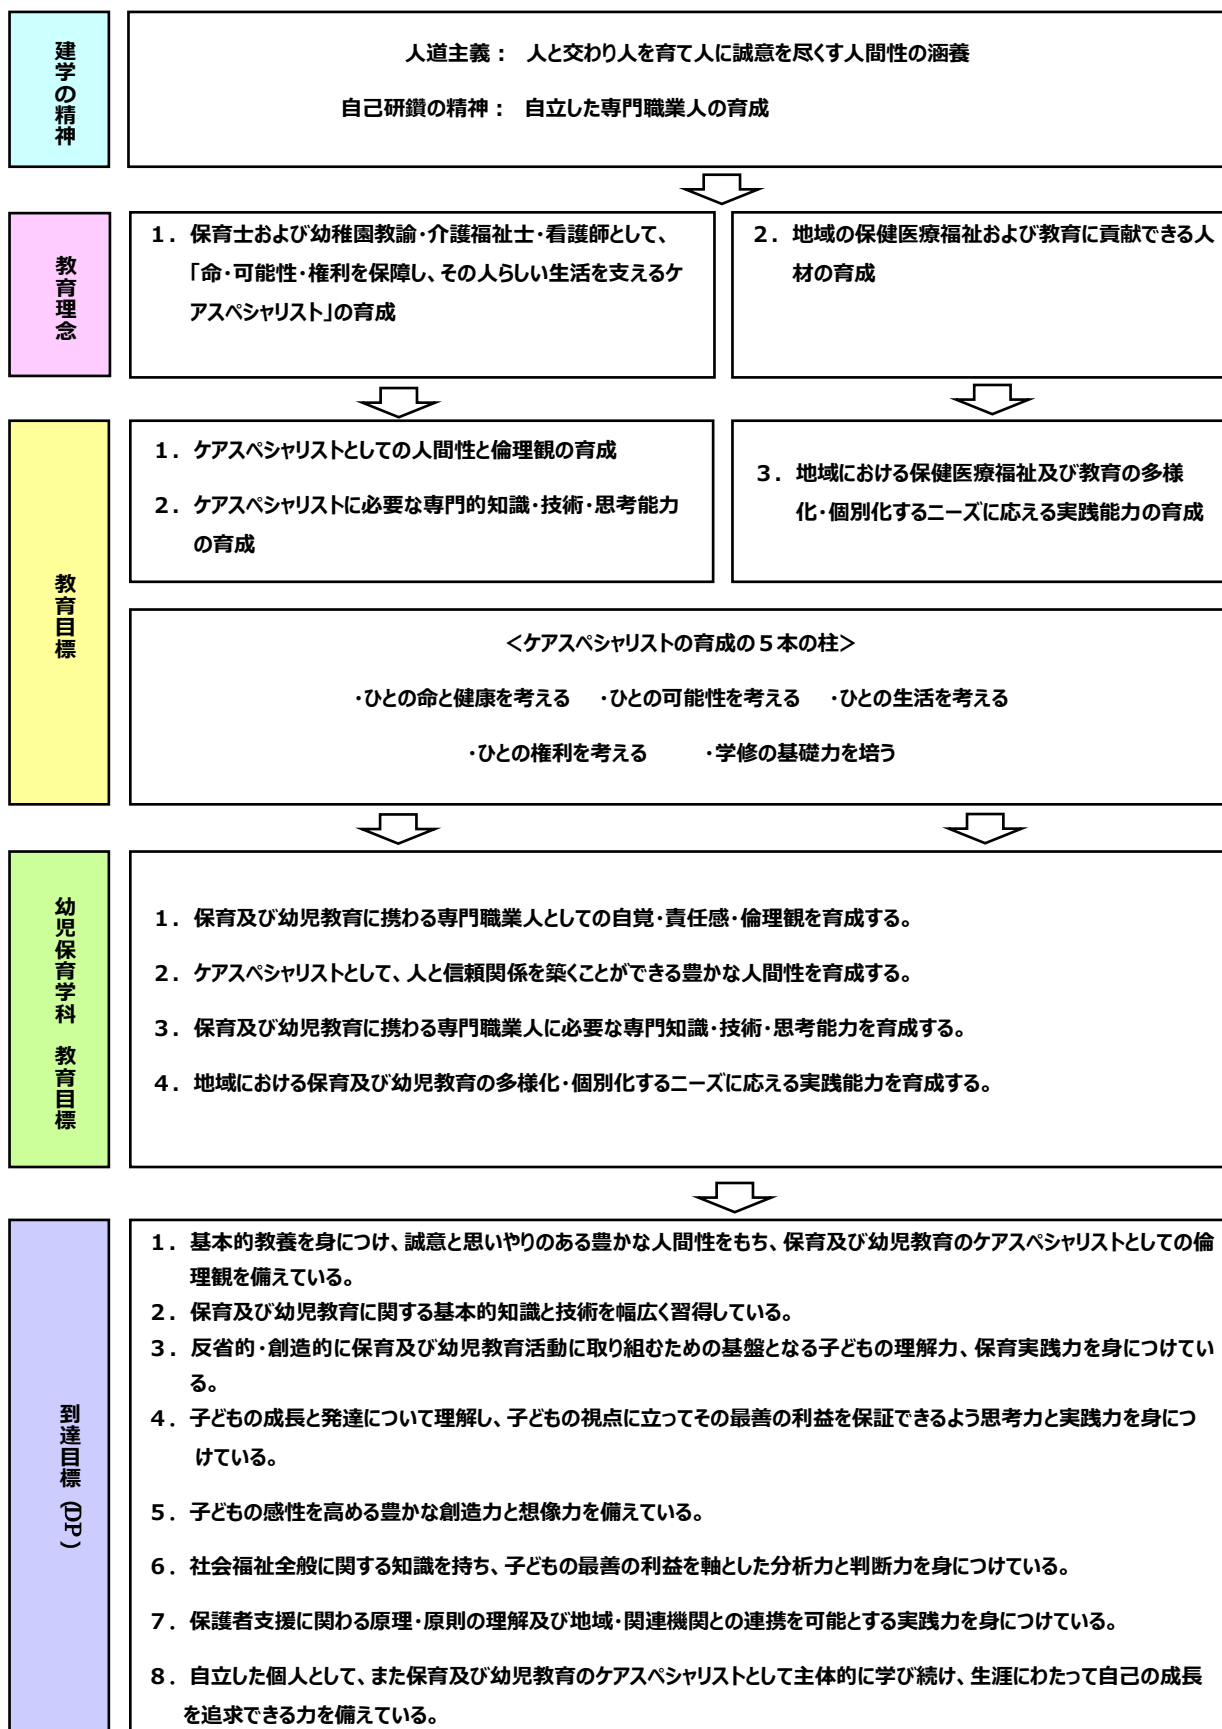 建学の精神
人道主義： 人と交わり人を育て人に誠意を尽くす人間性の涵養
自己研鑽の精神： 自立した専門職業人の育成
教育理念
1．保育士および幼稚園教諭・介護福祉士・看護師として、
「命・可能性・権利を保障し、その人らしい生活を支えるケ
アスペシャリスト」の育成
2．地域の保健医療福祉および教育に貢献できる人
材の育成
教育目標
1．ケアスペシャリストとしての人間性と倫理観の育成
2．ケアスペシャリストに必要な専門的知識・技術・思考能力
の育成
3．地域における保健医療福祉及び教育の多様
化・個別化するニーズに応える実践能力の育成
＜ケアスペシャリストの育成の５本の柱＞
・ひとの命と健康を考える ・ひとの可能性を考える ・ひとの生活を考える
・ひとの権利を考える ・学修の基礎力を培う
幼児保育学科 教育目標
1．保育及び幼児教育に携わる専門職業人としての自覚・責任感・倫理観を育成する。
2．ケアスペシャリストとして、人と信頼関係を築くことができる豊かな人間性を育成する。
3．保育及び幼児教育に携わる専門職業人に必要な専門知識・技術・思考能力を育成する。
4．地域における保育及び幼児教育の多様化・個別化するニーズに応える実践能力を育成する。
到達目標（DP）
1．基本的教養を身につけ、誠意と思いやりのある豊かな人間性をもち、保育及び幼児教育のケアスペシャリストとしての倫
理観を備えている。
2．保育及び幼児教育に関する基本的知識と技術を幅広く習得している。
3．反省的・創造的に保育及び幼児教育活動に取り組むための基盤となる子どもの理解力、保育実践力を身につけてい
る。
4．子どもの成長と発達について理解し、子どもの視点に立ってその最善の利益を保証できるよう思考力と実践力を身につ
けている。
5．子どもの感性を高める豊かな創造力と想像力を備えている。
6．社会福祉全般に関する知識を持ち、子どもの最善の利益を軸とした分析力と判断力を身につけている。
7．保護者支援に関わる原理・原則の理解及び地域・関連機関との連携を可能とする実践力を身につけている。
8．自立した個人として、また保育及び幼児教育のケアスペシャリストとして主体的に学び続け、生涯にわたって自己の成長
を追求できる力を備えている。